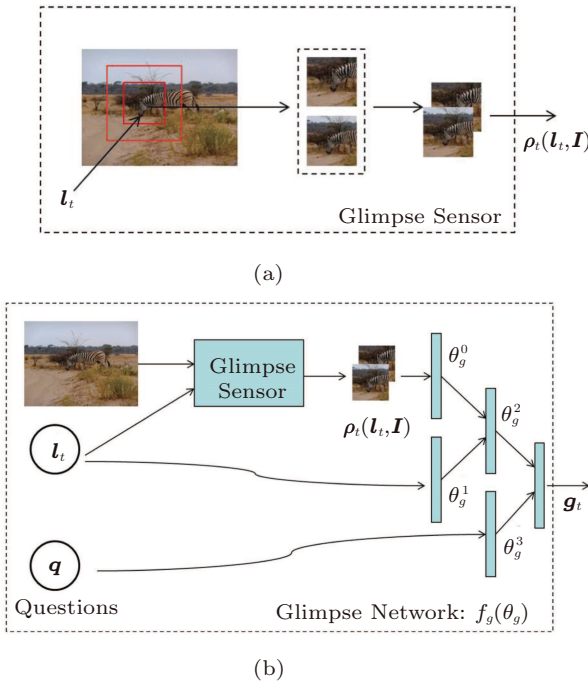 l_t
ρ_t(l_t,I)
Glimpse Sensor
(a)
Glimpse
Sensor
θ_g^0
θ_g^2
ρ_t(l_t,I)
l_t
θ_g^1
g_t
q
θ_g^3
Questions
Glimpse Network: f_g(θ_g)
(b)